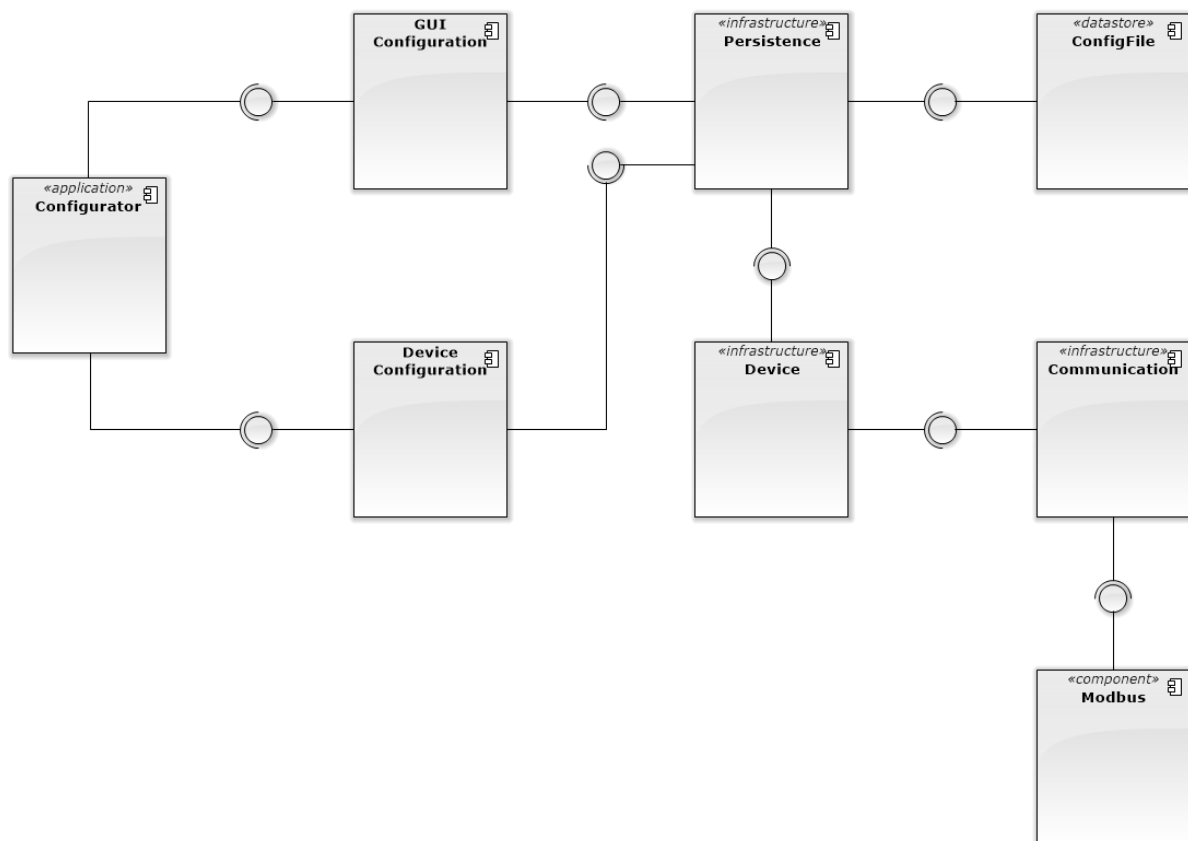 GUI
Configuration
«infrastructure»
Persistence
«datastore»
ConfigFile
«application»
Configurator
Device
Configuration
«infrastructure»
Device
«infrastructure»
Communication
«component»
Modbus